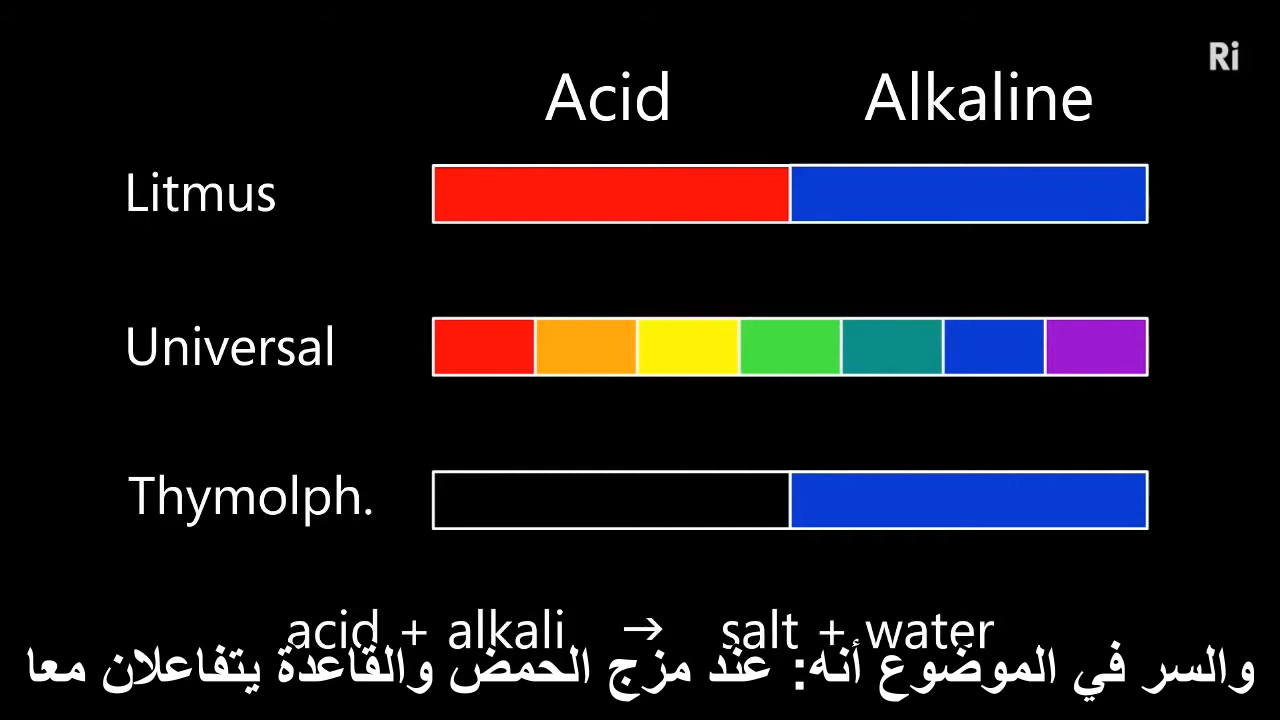 Ri
Acid Alkaline
Litmus
Universal
Thymolph.
acid + alkali → salt + water
والسر في الموضوع أنه: عند مزج الحمض والقاعدة يتفاعلان معا